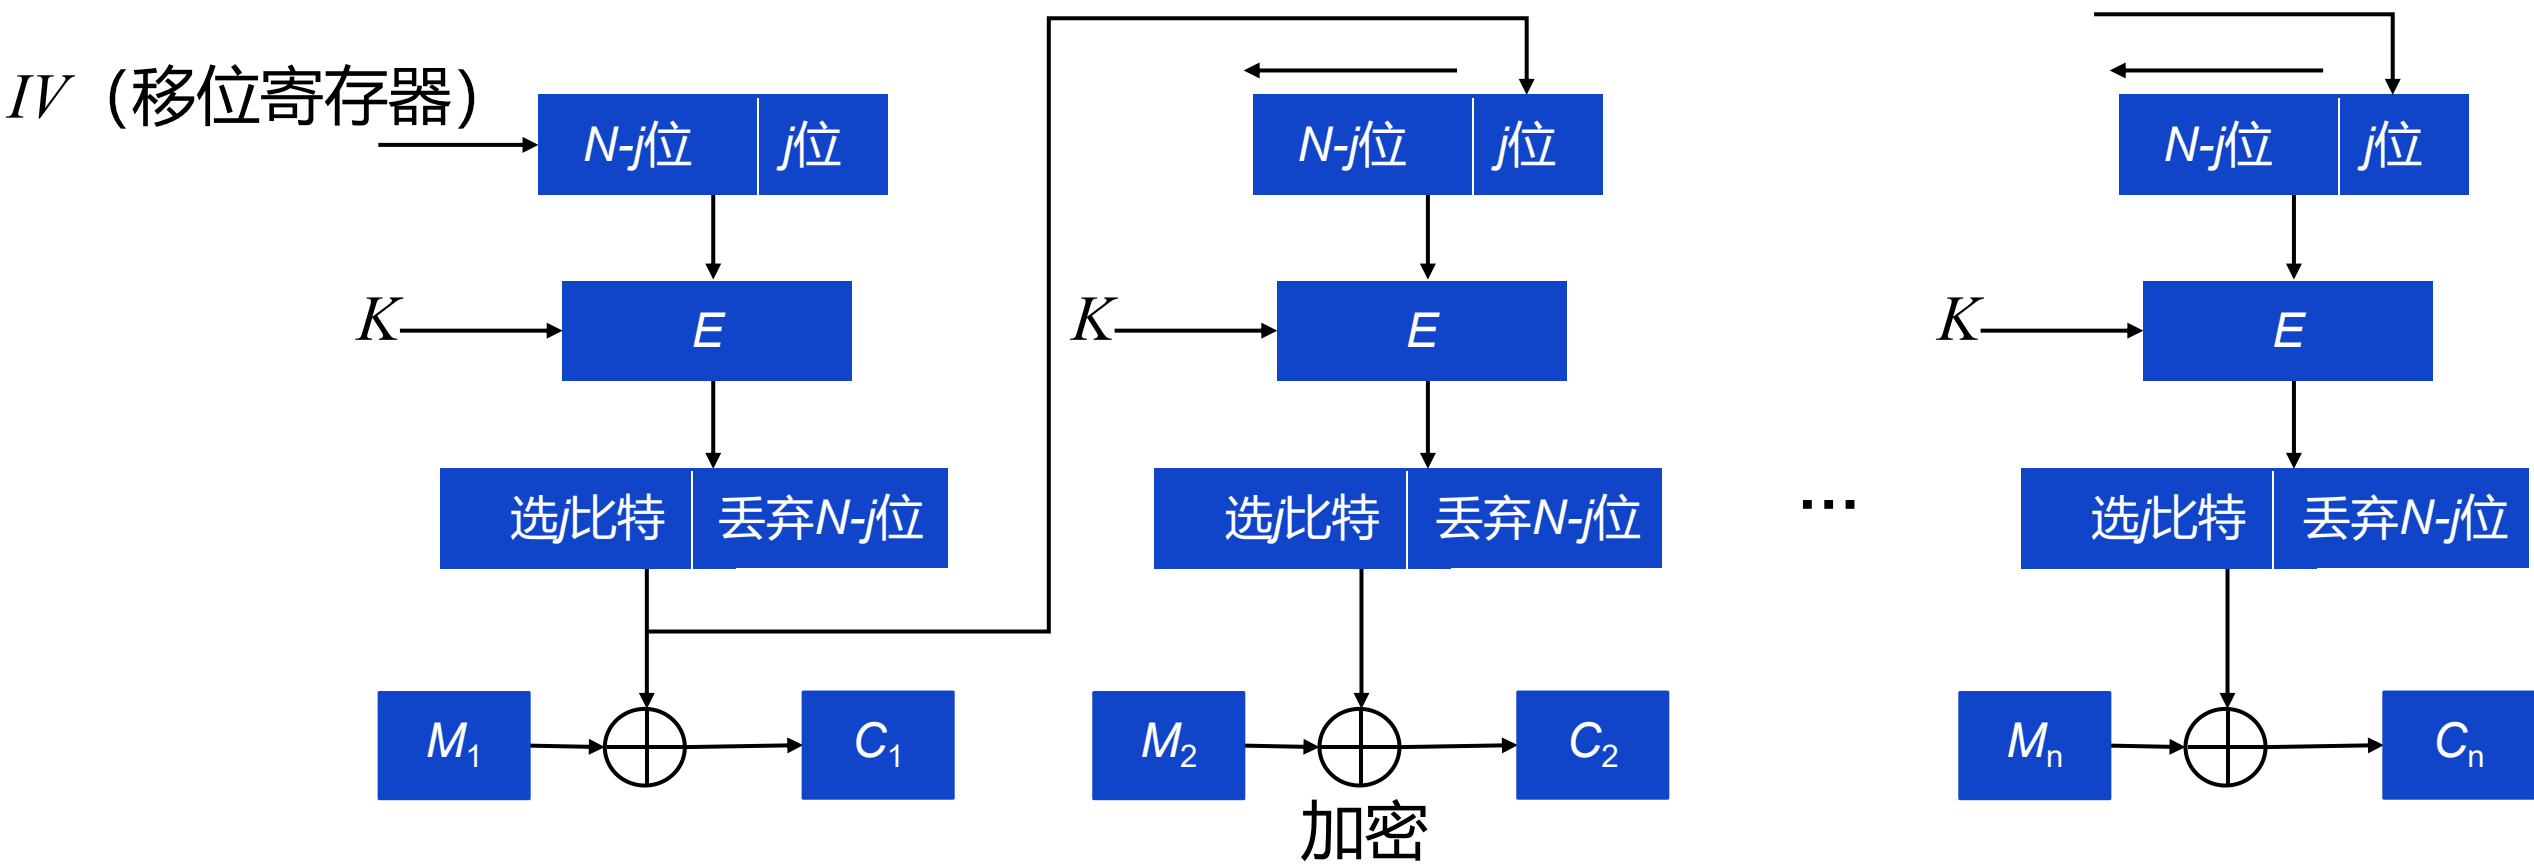 IV（移位寄存器）
N-j位 j位 N-j位 j位 N-j位 j位
K E K E K E
选j比特 丢弃N-j位 选j比特 丢弃N-j位 … 选j比特 丢弃N-j位
M1 C1 M2 C2 Mn Cn
加密